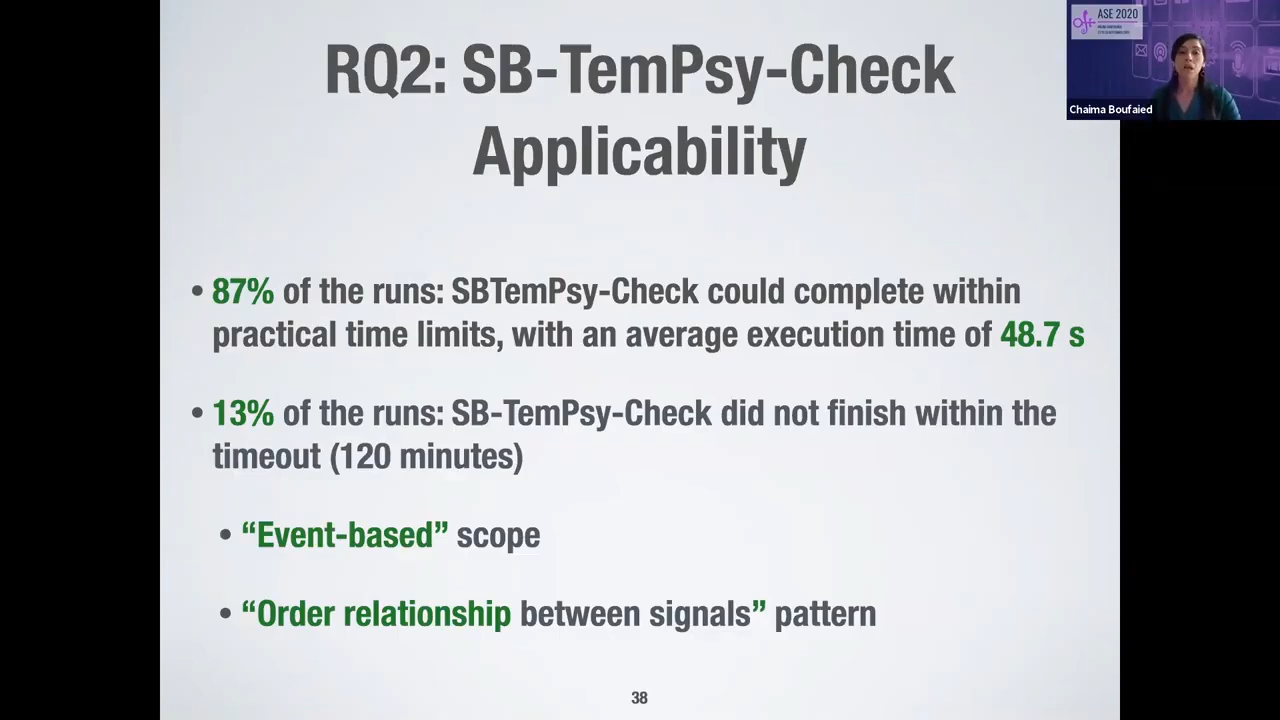 RQ2: SB-TemPsy-Check
Applicability
• 87% of the runs: SBTemPsy-Check could complete within
practical time limits, with an average execution time of 48.7 s
• 13% of the runs: SB-TemPsy-Check did not finish within the
timeout (120 minutes)
• “Event-based” scope
• “Order relationship between signals” pattern
38
ASE 2020
Chaima Boufaied